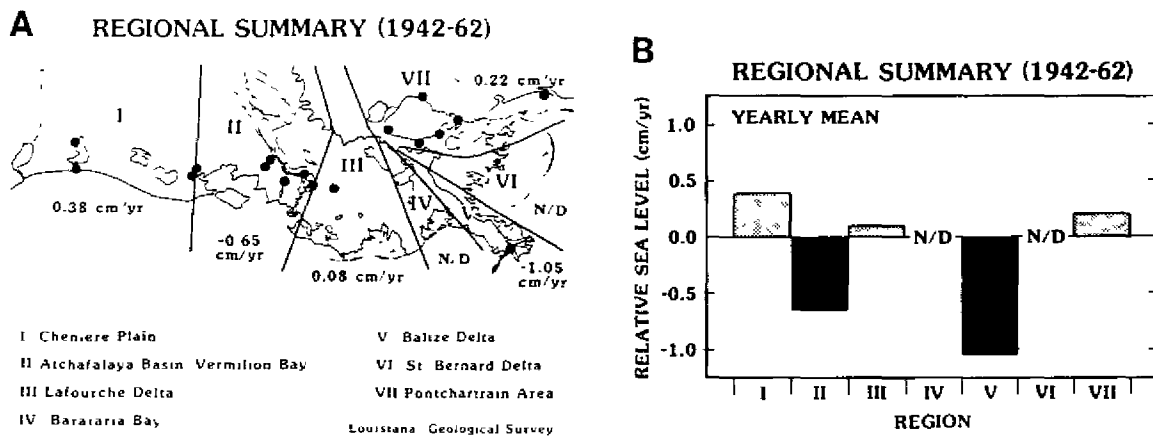 A
REGIONAL SUMMARY (1942-62)
I
II
III
IV
V
VI
VII
0.22 cm/yr
0.38 cm/yr
-0.65
cm/yr
0.08 cm/yr
N/D
N/D
-1.05
cm/yr
I Cheniere Plain
II Atchafalaya Basin Vermilion Bay
III Lafourche Delta
IV Barataria Bay
V Balize Delta
VI St Bernard Delta
VII Pontchartrain Area
Louisiana Geological Survey
B
REGIONAL SUMMARY (1942-62)
YEARLY MEAN
RELATIVE SEA LEVEL (cm/yr)
1.0
0.5
0.0
-0.5
-1.0
N/D
N/D
I II III IV V VI VII
REGION